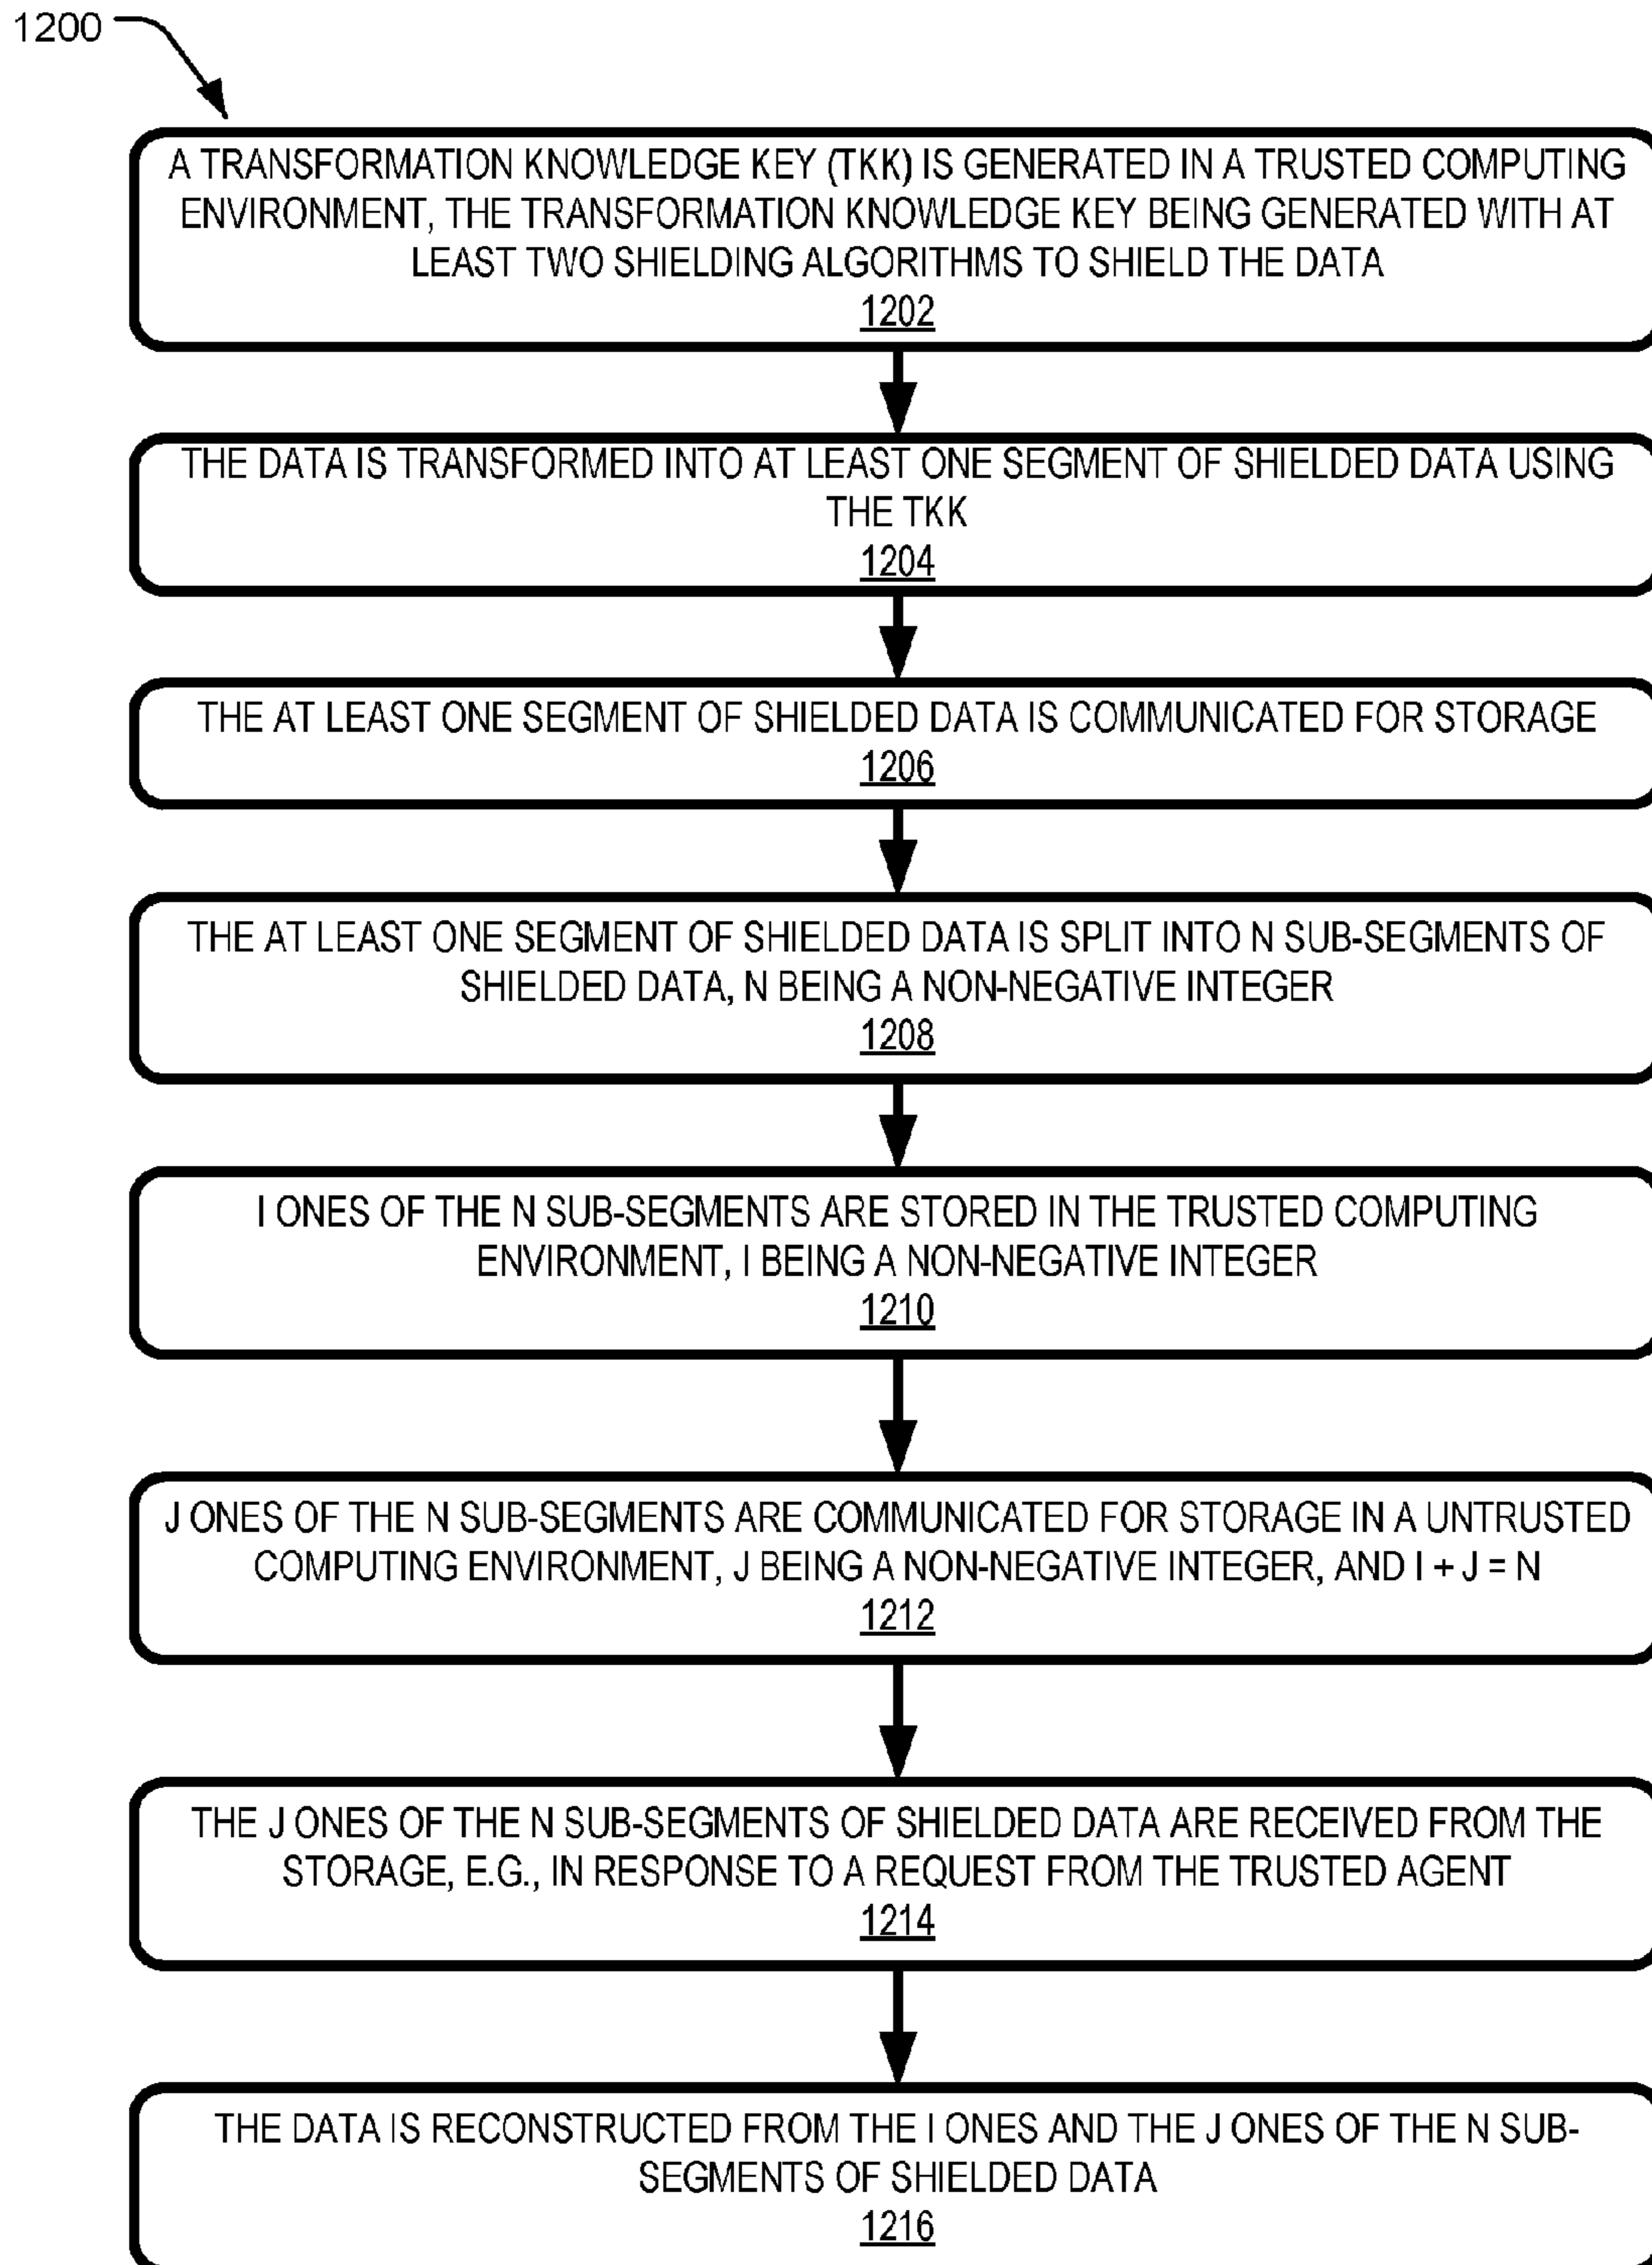 1200
A TRANSFORMATION KNOWLEDGE KEY (TKK) IS GENERATED IN A TRUSTED COMPUTING
ENVIRONMENT, THE TRANSFORMATION KNOWLEDGE KEY BEING GENERATED WITH AT
LEAST TWO SHIELDING ALGORITHMS TO SHIELD THE DATA
1202
THE DATA IS TRANSFORMED INTO AT LEAST ONE SEGMENT OF SHIELDED DATA USING
THE TKK
1204
THE AT LEAST ONE SEGMENT OF SHIELDED DATA IS COMMUNICATED FOR STORAGE
1206
THE AT LEAST ONE SEGMENT OF SHIELDED DATA IS SPLIT INTO N SUB-SEGMENTS OF
SHIELDED DATA, N BEING A NON-NEGATIVE INTEGER
1208
I ONES OF THE N SUB-SEGMENTS ARE STORED IN THE TRUSTED COMPUTING
ENVIRONMENT, I BEING A NON-NEGATIVE INTEGER
1210
J ONES OF THE N SUB-SEGMENTS ARE COMMUNICATED FOR STORAGE IN A UNTRUSTED
COMPUTING ENVIRONMENT, J BEING A NON-NEGATIVE INTEGER, AND I + J = N
1212
THE J ONES OF THE N SUB-SEGMENTS OF SHIELDED DATA ARE RECEIVED FROM THE
STORAGE, E.G., IN RESPONSE TO A REQUEST FROM THE TRUSTED AGENT
1214
THE DATA IS RECONSTRUCTED FROM THE I ONES AND THE J ONES OF THE N SUB-
SEGMENTS OF SHIELDED DATA
1216